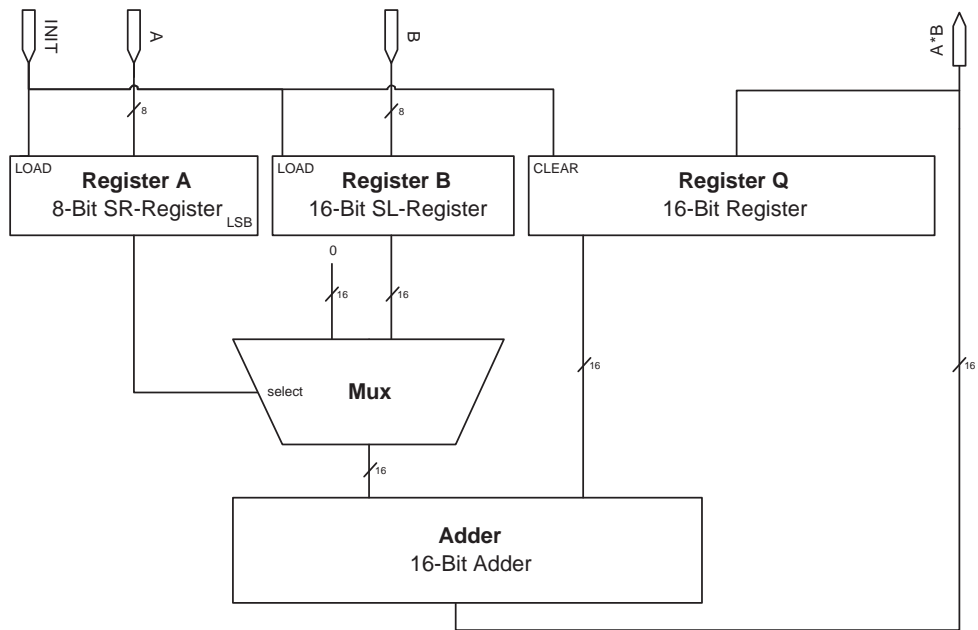 INIT
A
B
A*B
8
8
LOAD
Register A
8-Bit SR-Register
LSB
LOAD
Register B
16-Bit SL-Register
CLEAR
Register Q
16-Bit Register
0
16
16
16
16
select
Mux
16
Adder
16-Bit Adder